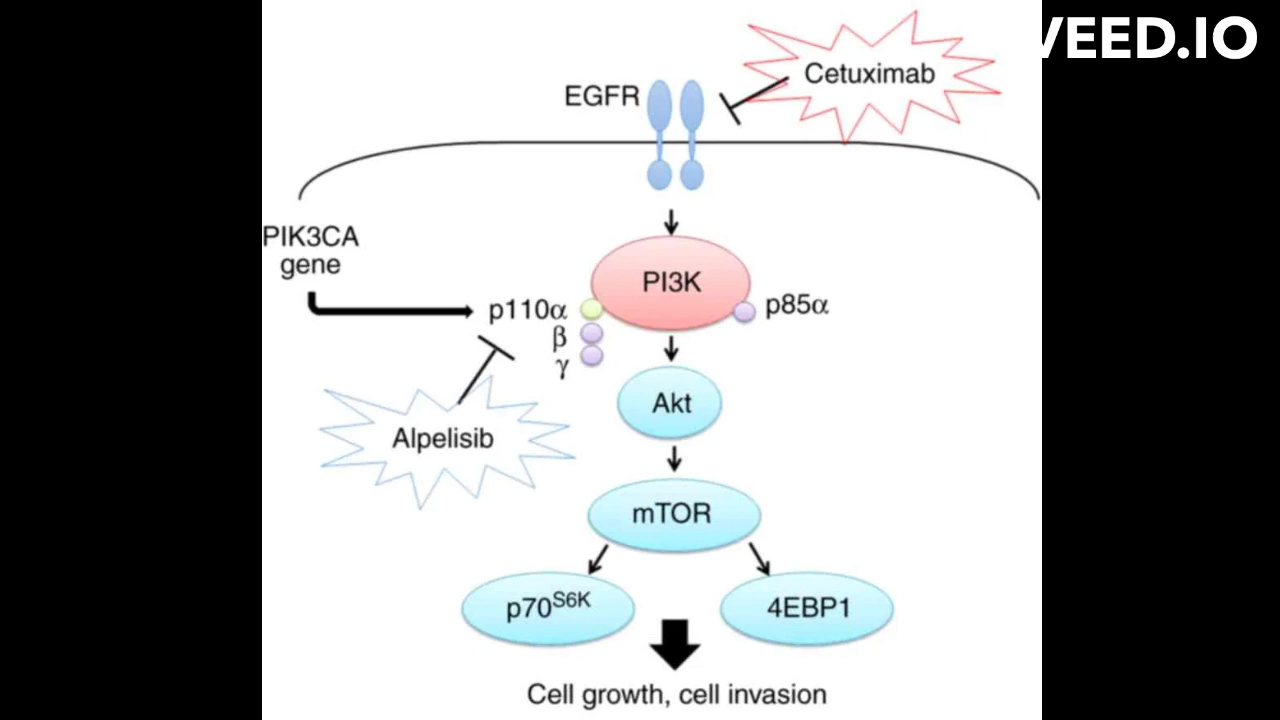 VEED.IO
Cetuximab
EGFR
PIK3CA
gene
PI3K
p110α
p85α
β
γ
Akt
Alpelisib
mTOR
p70S6K
4EBP1
Cell growth, cell invasion